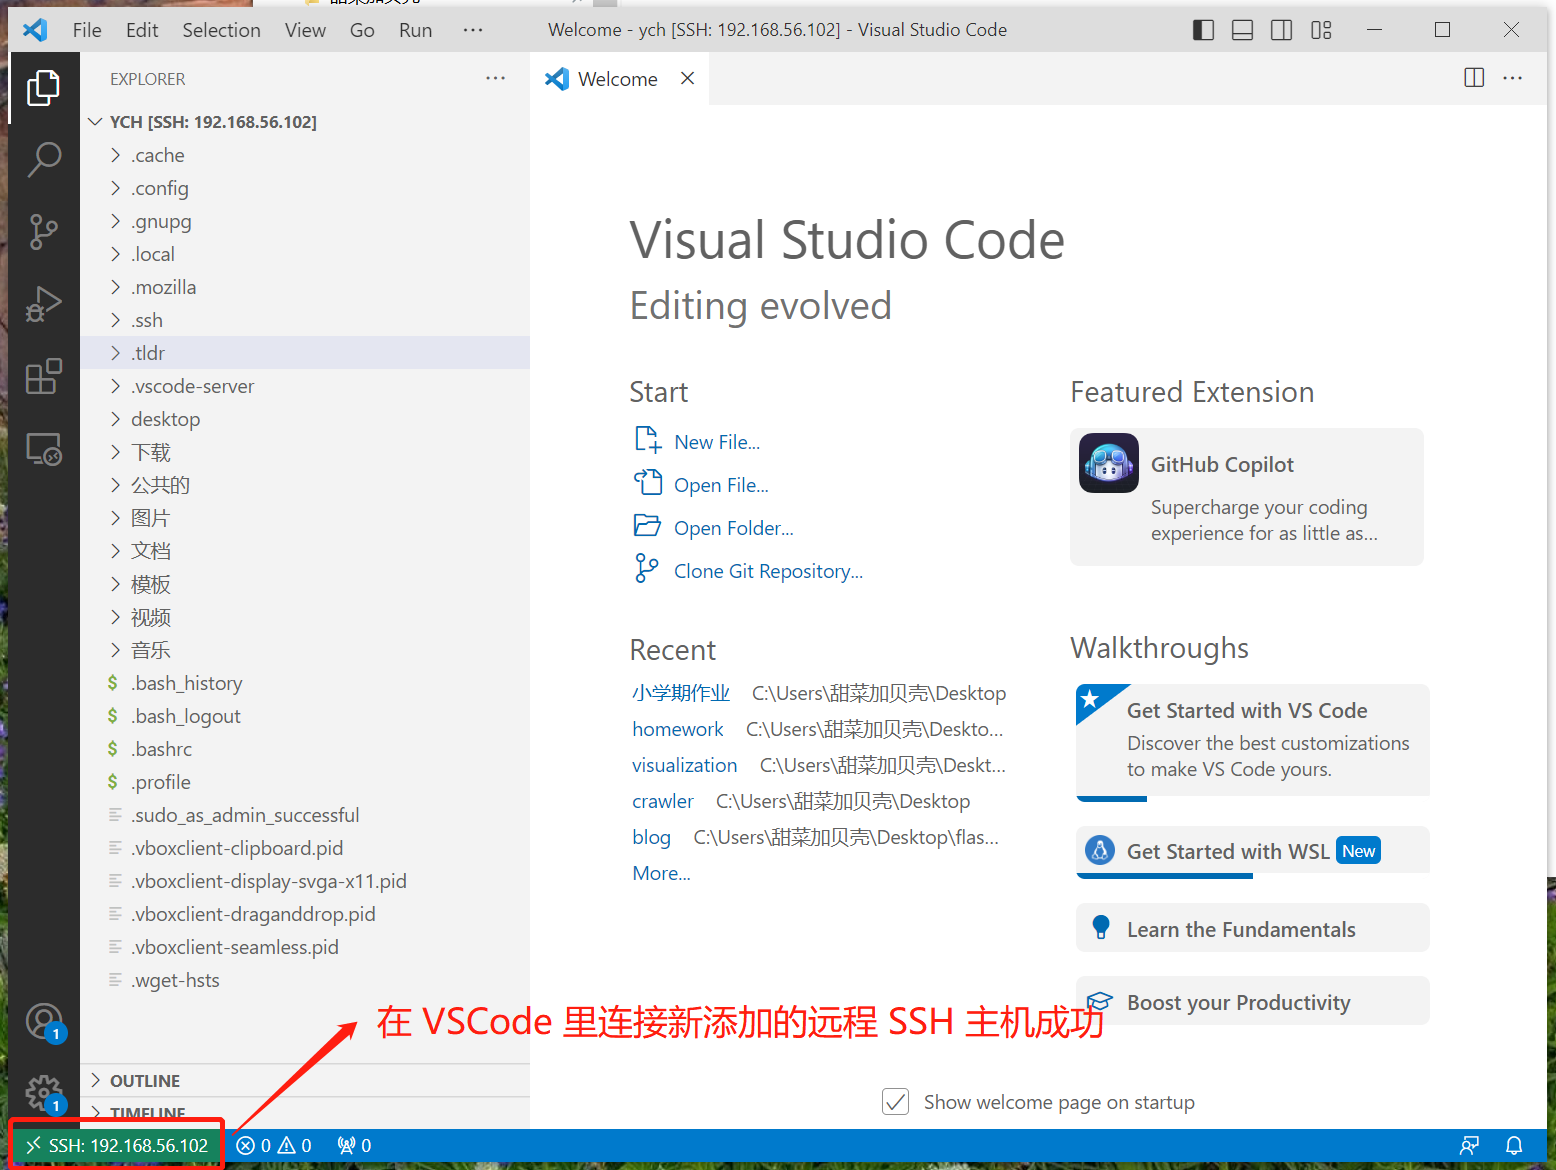 File Edit Selection View Go Run ···
Welcome - ych [SSH: 192.168.56.102] - Visual Studio Code
EXPLORER
Welcome
YCH [SSH: 192.168.56.102]
.cache
.config
.gnupg
.local
.mozilla
.ssh
.tldr
.vscode-server
desktop
下载
公共的
图片
文档
模板
视频
音乐
$ .bash_history
$ .bash_logout
$ .bashrc
$ .profile
.sudo_as_admin_successful
.vboxclient-clipboard.pid
.vboxclient-display-svga-x11.pid
.vboxclient-draganddrop.pid
.vboxclient-seamless.pid
.wget-hsts
OUTLINE
TIMELINE
Visual Studio Code
Editing evolved
Start
New File...
Open File...
Open Folder...
Clone Git Repository...
Recent
小学期作业 C:\Users\甜菜加贝壳\Desktop
homework C:\Users\甜菜加贝壳\Deskto...
visualization C:\Users\甜菜加贝壳\Deskt...
crawler C:\Users\甜菜加贝壳\Desktop
blog C:\Users\甜菜加贝壳\Desktop\flas...
More...
Featured Extension
GitHub Copilot
Supercharge your coding
experience for as little as...
Walkthroughs
Get Started with VS Code
Discover the best customizations
to make VS Code yours.
Get Started with WSL New
Learn the Fundamentals
Boost your Productivity
在 VSCode 里连接新添加的远程 SSH 主机成功
Show welcome page on startup
1
1
SSH: 192.168.56.102 0 0 0